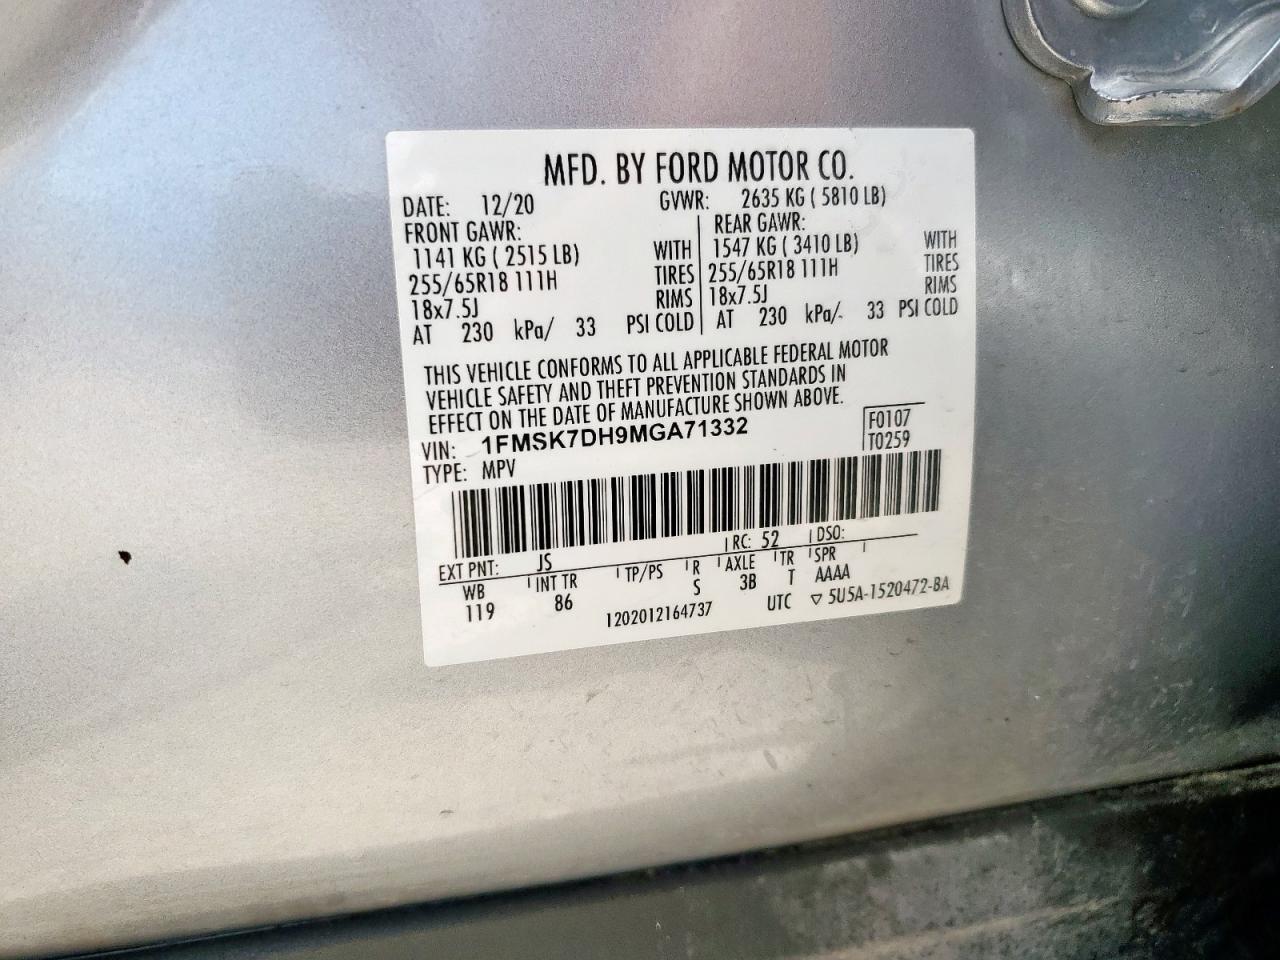 MFD. BY FORD MOTOR CO.
DATE: 12/20 GVWR: 2635 KG ( 5810 LB)
FRONT GAWR: REAR GAWR:
1141 KG ( 2515 LB) WITH 1547 KG ( 3410 LB) WITH
255/65R18 111H TIRES 255/65R18 111H TIRES
18x7.5J RIMS 18x7.5J RIMS
AT 230 kPa/ 33 PSI COLD AT 230 kPa/ 33 PSI COLD
THIS VEHICLE CONFORMS TO ALL APPLICABLE FEDERAL MOTOR
VEHICLE SAFETY AND THEFT PREVENTION STANDARDS IN
EFFECT ON THE DATE OF MANUFACTURE SHOWN ABOVE.
VIN: 1FMSK7DH9MGA71332 F0107
TYPE: MPV T0259
EXT PNT: JS RC: 52 DSO:
WB INT TR TP/PS R AXLE TR SPR
119 86 S 3B T AAAA
1202012164737 UTC ▽ 5U5A-1520472-BA